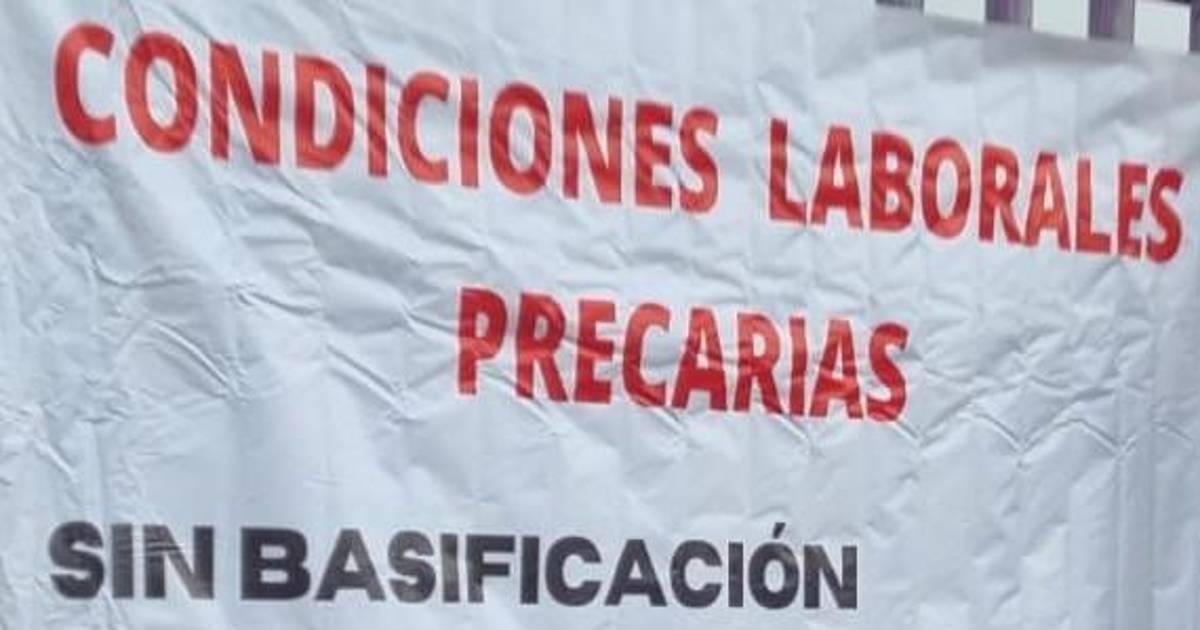 CONDICIONES LABORALES
PRECARIAS
SIN BASIFICACIÓN